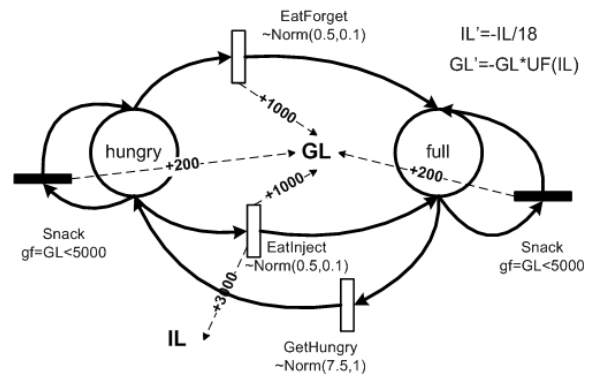 EatForget
~Norm(0.5,0.1)
IL'=-IL/18
GL'=-GL*UF(IL)
+1000
hungry
GL
full
+200
+200
+1000
Snack
gf=GL<5000
EatInject
~Norm(0.5,0.1)
Snack
gf=GL<5000
+3000
IL
GetHungry
~Norm(7.5,1)